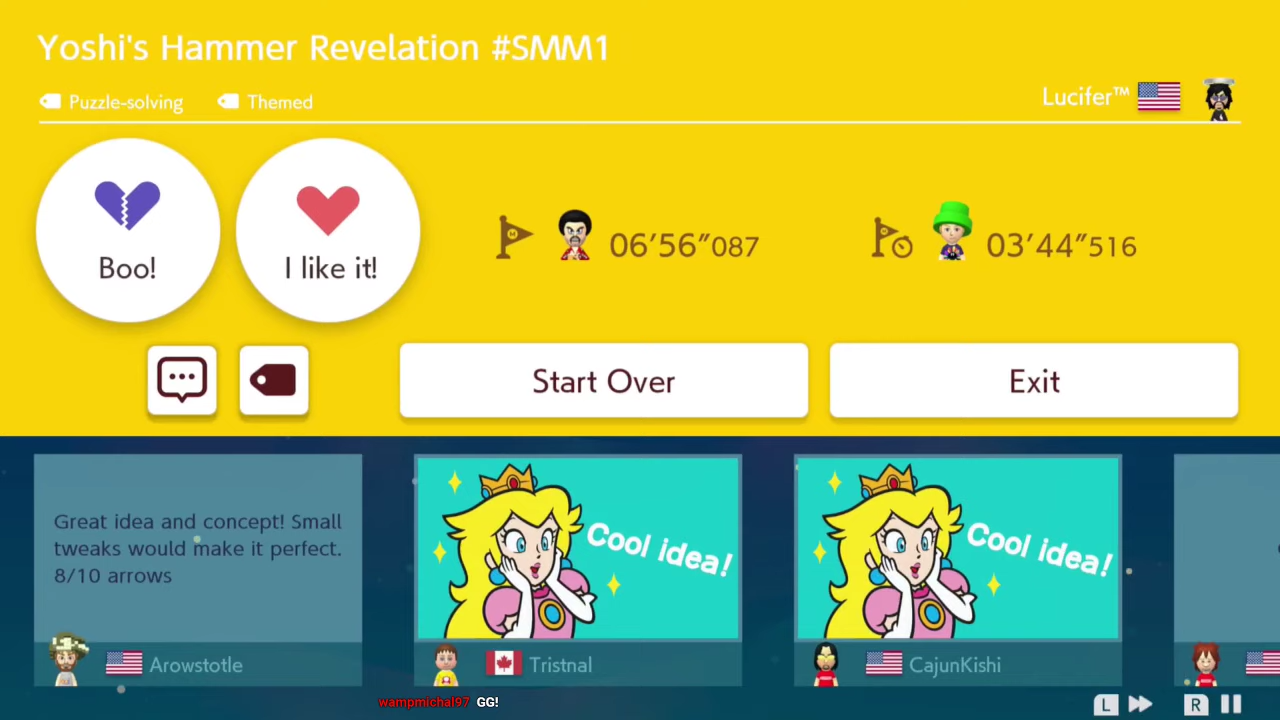 Yoshi's Hammer Revelation #SMM1
Puzzle-solving Themed
Lucifer™
Boo!
I like it!
06'56"087
03'44"516
Start Over
Exit
Great idea and concept! Small
tweaks would make it perfect.
8/10 arrows
Cool idea!
Cool idea!
Arowstotle
Tristnal
CajunKishi
wampmichal97 GG!
L
R